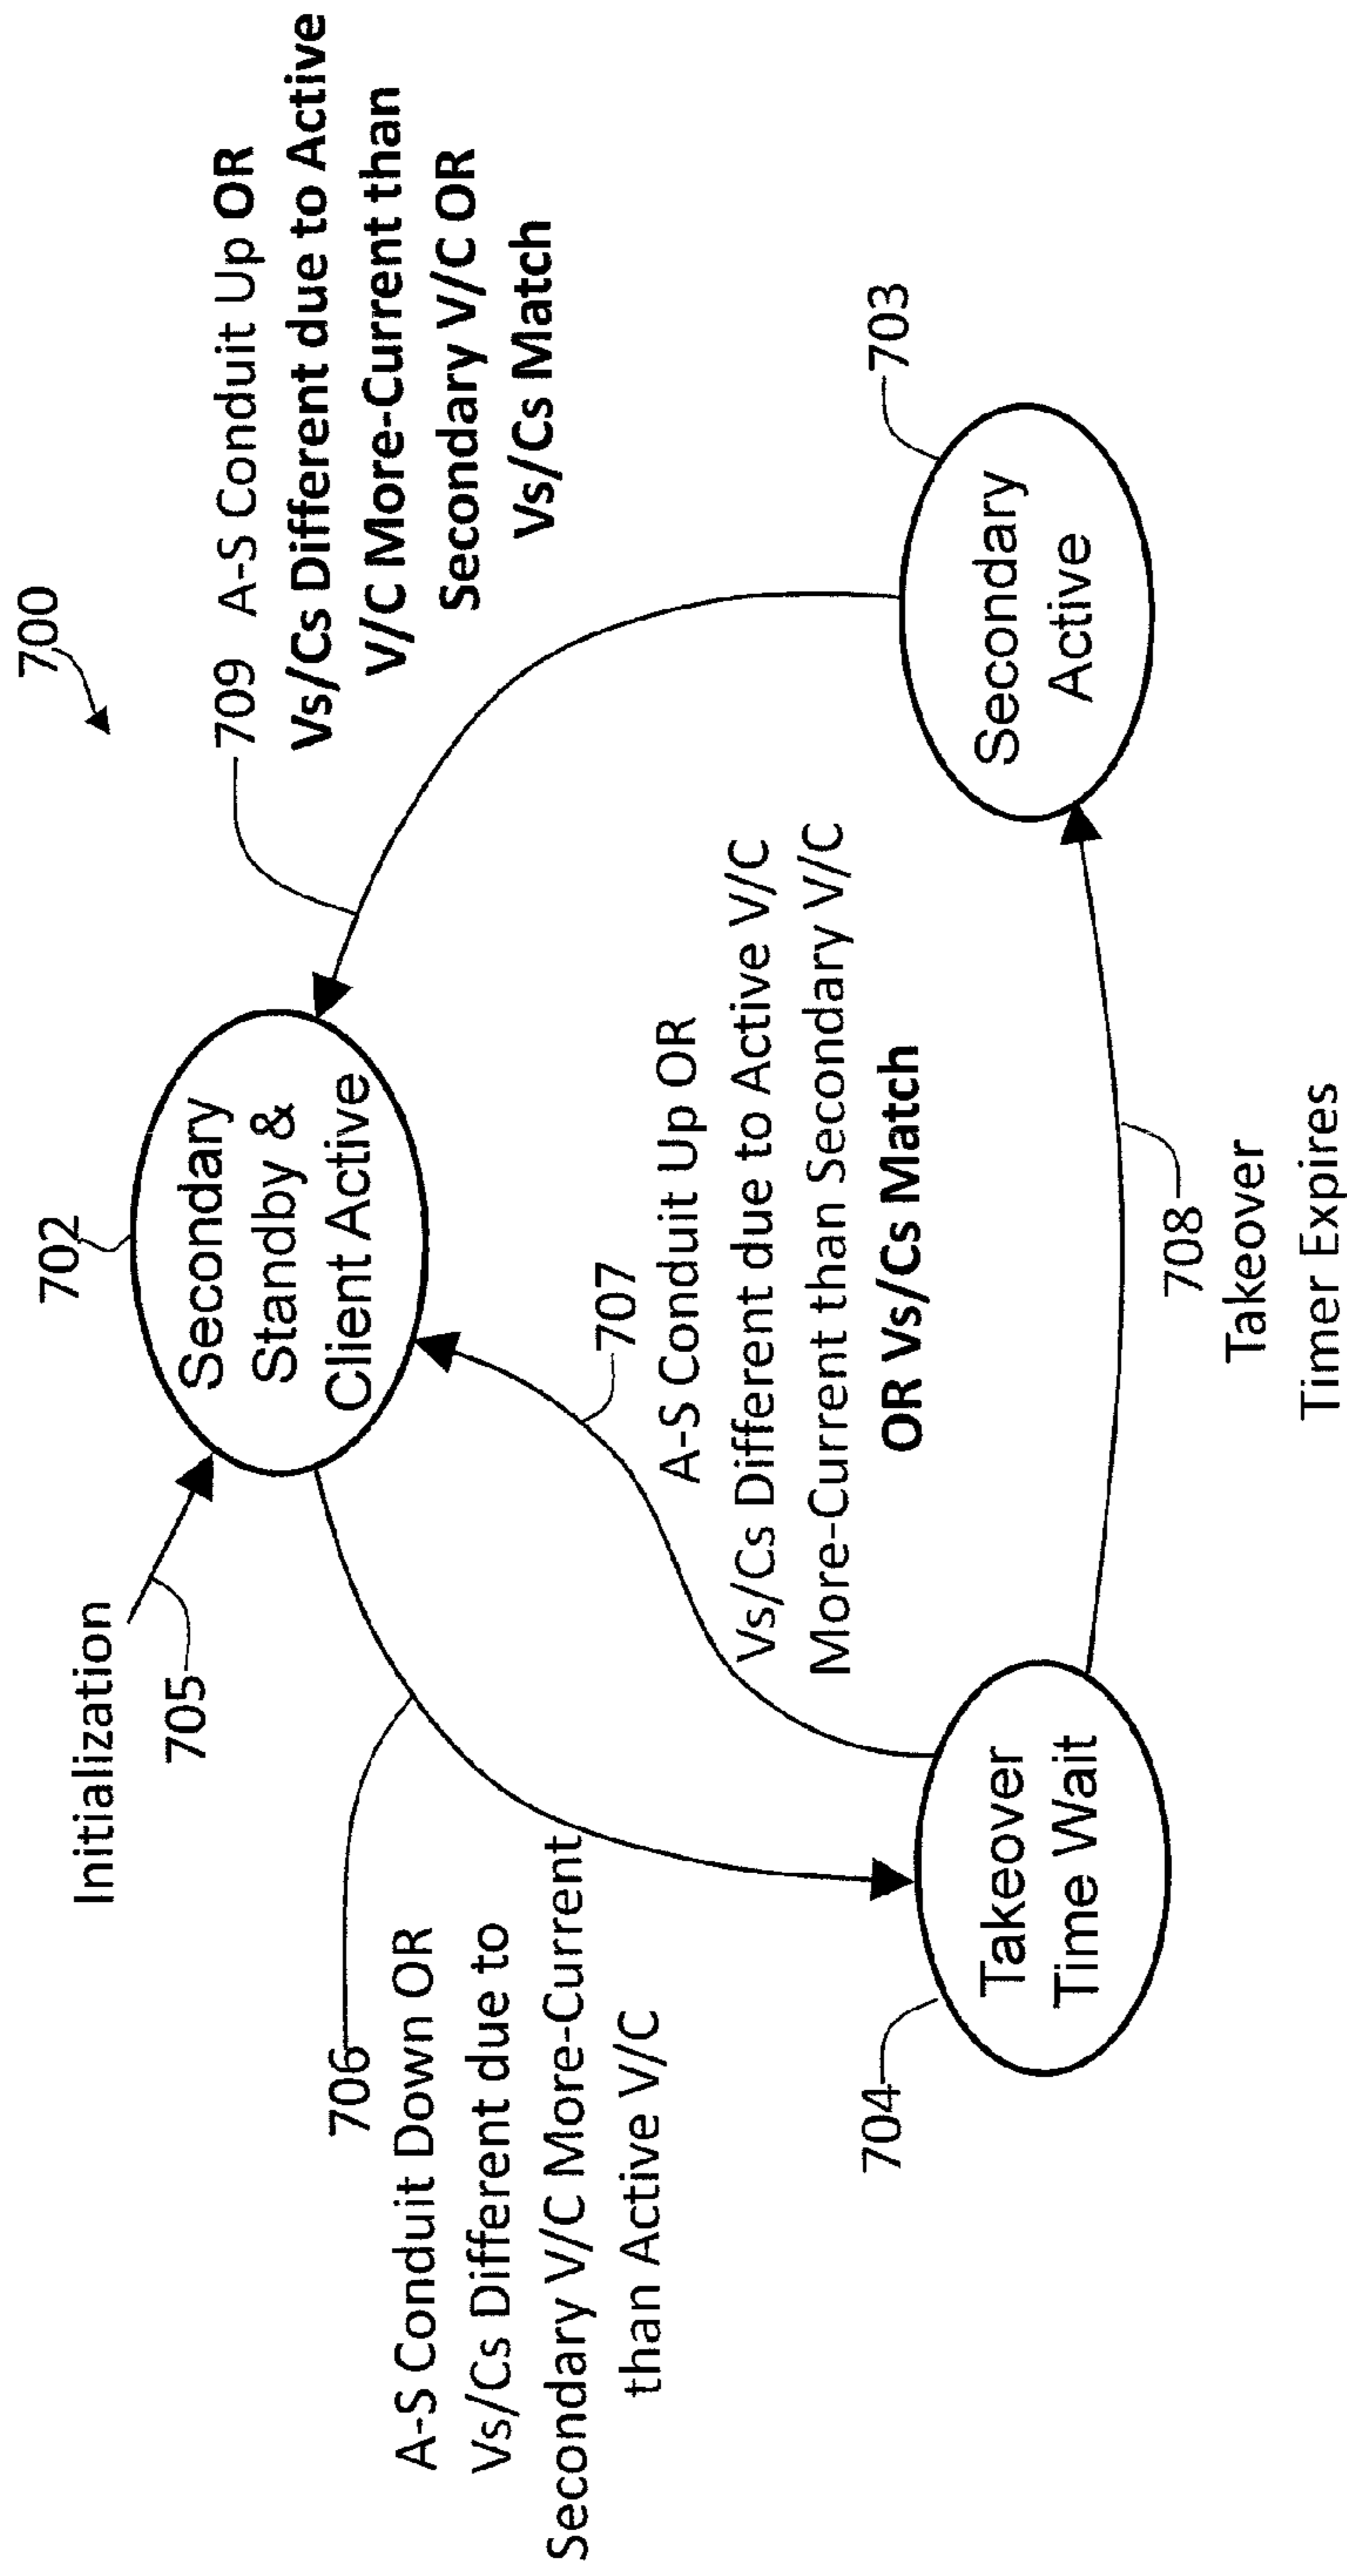 700
702
Initialization
705
Secondary
Standby &
Client Active
709 A-S Conduit Up OR
Vs/Cs Different due to Active
V/C More-Current than
Secondary V/C OR
Vs/Cs Match
706
A-S Conduit Down OR
Vs/Cs Different due to
Secondary V/C More-Current
than Active V/C
707
A-S Conduit Up OR
Vs/Cs Different due to Active V/C
More-Current than Secondary V/C
OR Vs/Cs Match
704
Takeover
Time Wait
703
Secondary
Active
708
Takeover
Timer Expires